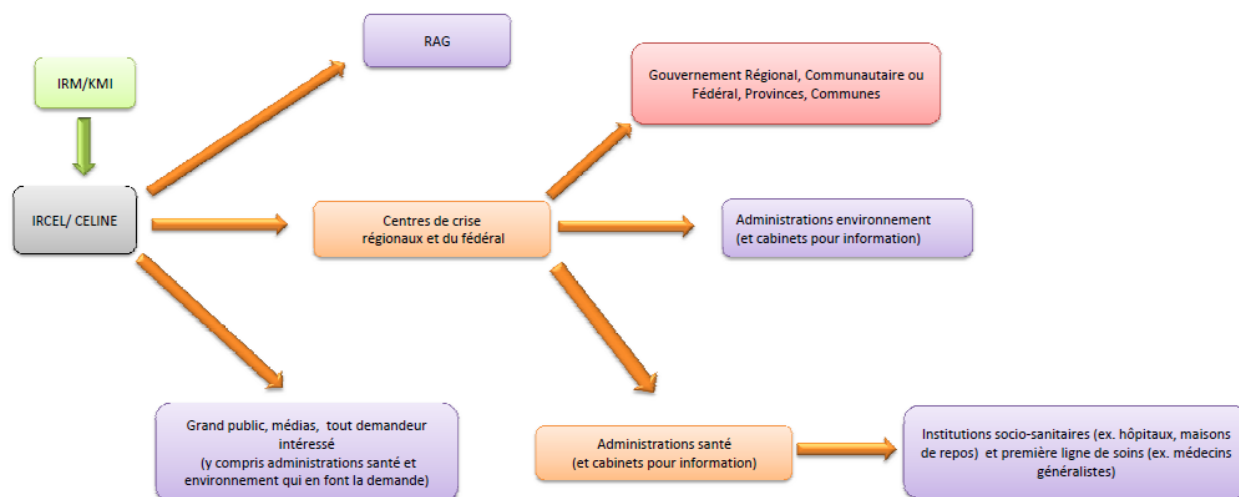 RAG
IRM/KMI
Gouvernement Régional, Communautaire ou
Fédéral, Provinces, Communes
IRCEL/ CELINE
Centres de crise
régionaux et du fédéral
Administrations environnement
(et cabinets pour information)
Grand public, médias, tout demandeur
intéressé
(y compris administrations santé et
environnement qui en font la demande)
Administrations santé
(et cabinets pour information)
Institutions socio-sanitaires (ex. hôpitaux, maisons
de repos) et première ligne de soins (ex. médecins
généralistes)